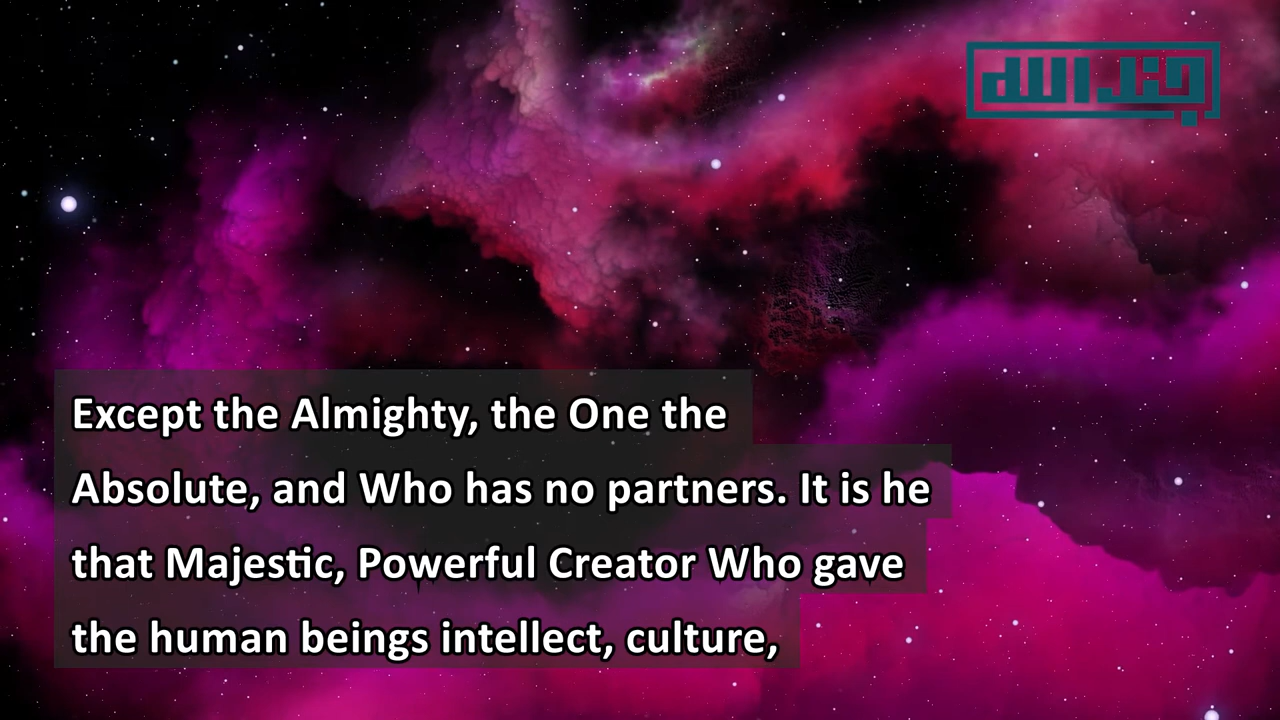 جند الله
Except the Almighty, the One the
Absolute, and Who has no partners. It is he
that Majestic, Powerful Creator Who gave
the human beings intellect, culture,